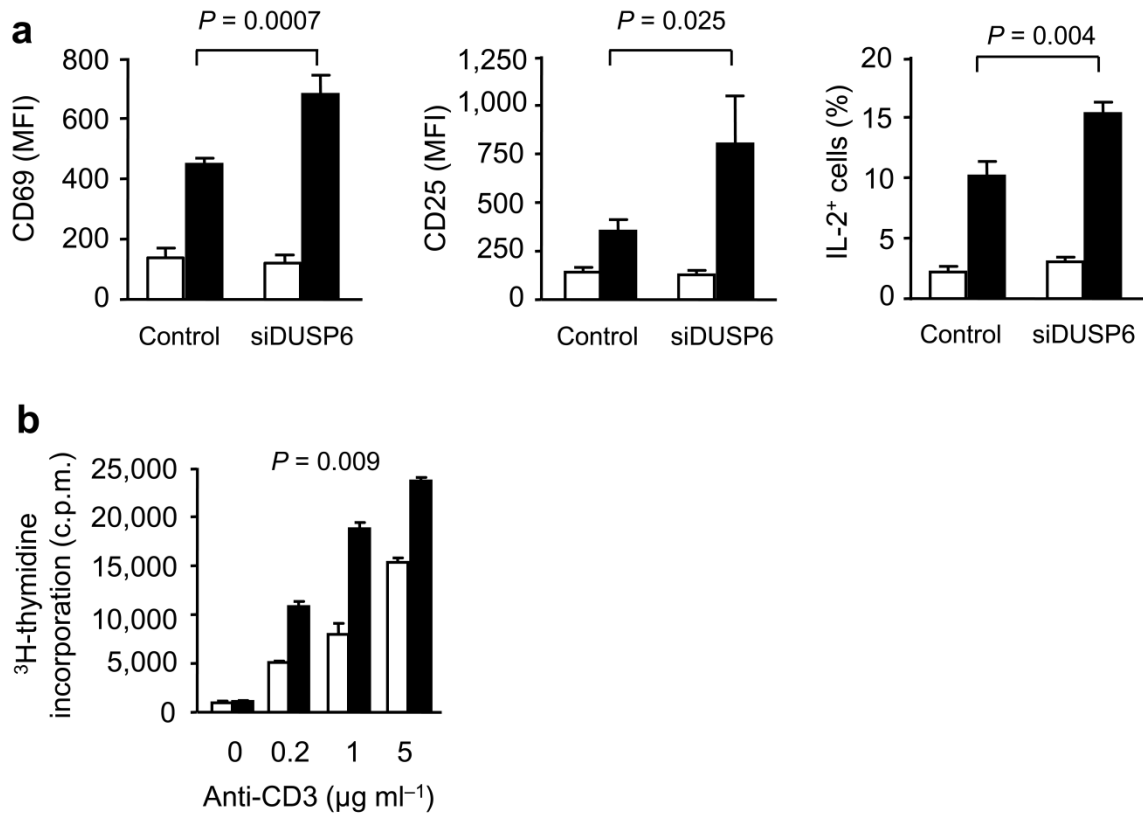 a
P = 0.0007
CD69 (MFI)
800
600
400
200
0
Control siDUSP6
P = 0.025
CD25 (MFI)
1,250
1,000
750
500
250
0
Control siDUSP6
P = 0.004
IL-2⁺ cells (%)
20
15
10
5
0
Control siDUSP6
b
P = 0.009
³H-thymidine
incorporation (c.p.m.)
25,000
20,000
15,000
10,000
5,000
0
0 0.2 1 5
Anti-CD3 (µg ml⁻¹)